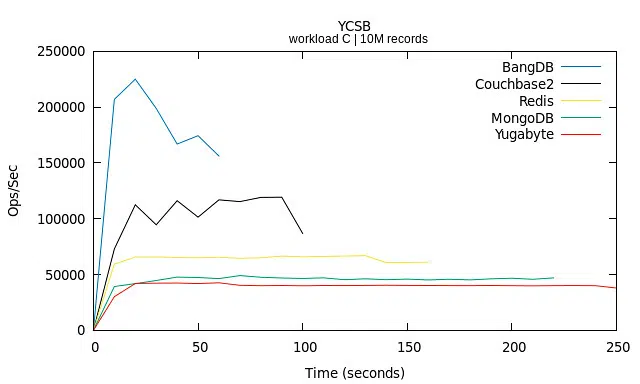 YCSB
workload C | 10M records
250000
200000
150000
100000
50000
0
Ops/Sec
BangDB
Couchbase2
Redis
MongoDB
Yugabyte
0 50 100 150 200 250
Time (seconds)